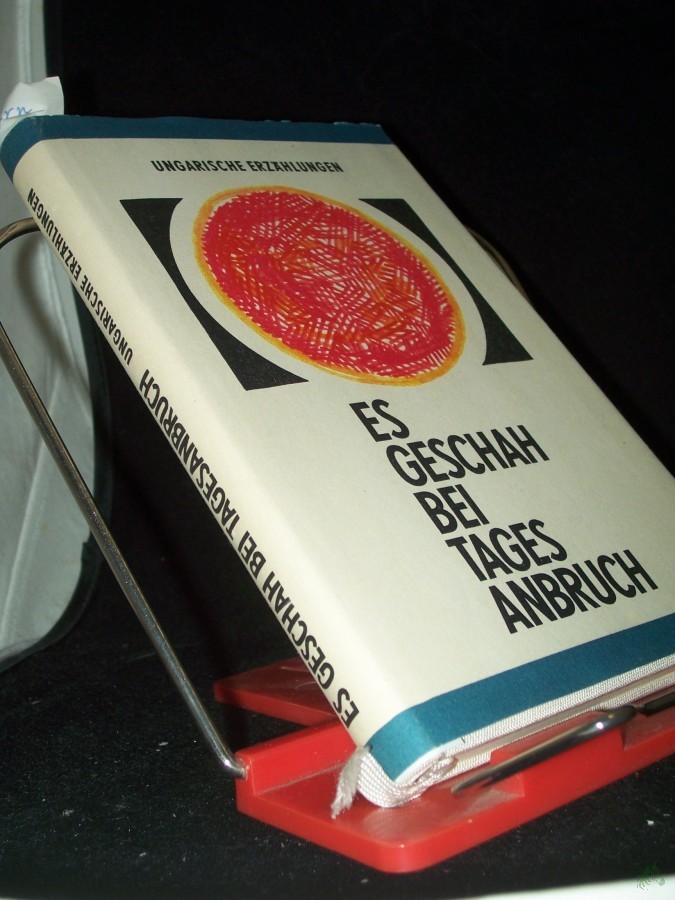 UNGARISCHE ERZÄHLUNGEN
ES
GESCHAH
BEI
TAGES
ANBRUCH
ES GESCHAH BEI TAGESANBRUCH UNGARISCHE ERZÄHLUNGEN